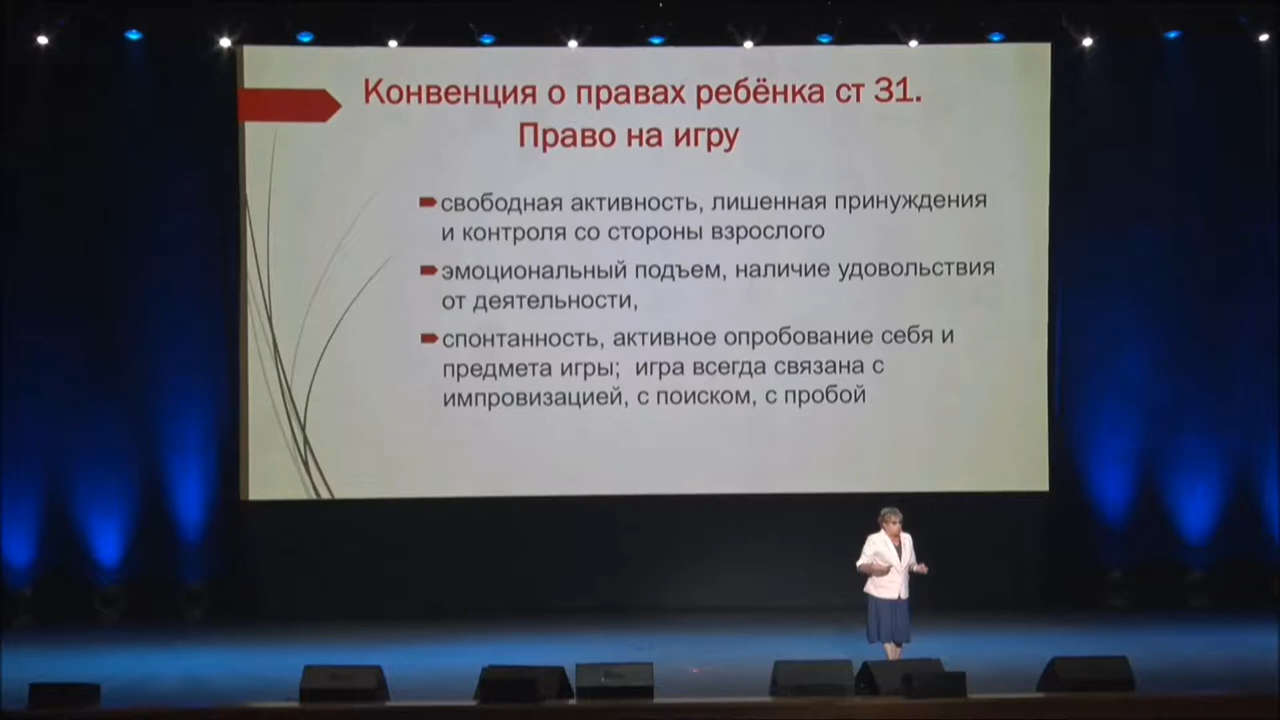 Конвенция о правах ребёнка ст 31.
Право на игру
свободная активность, лишенная принуждения
и контроля со стороны взрослого
эмоциональный подъем, наличие удовольствия
от деятельности,
спонтанность, активное опробование себя и
предмета игры; игра всегда связана с
импровизацией, с поиском, с пробой